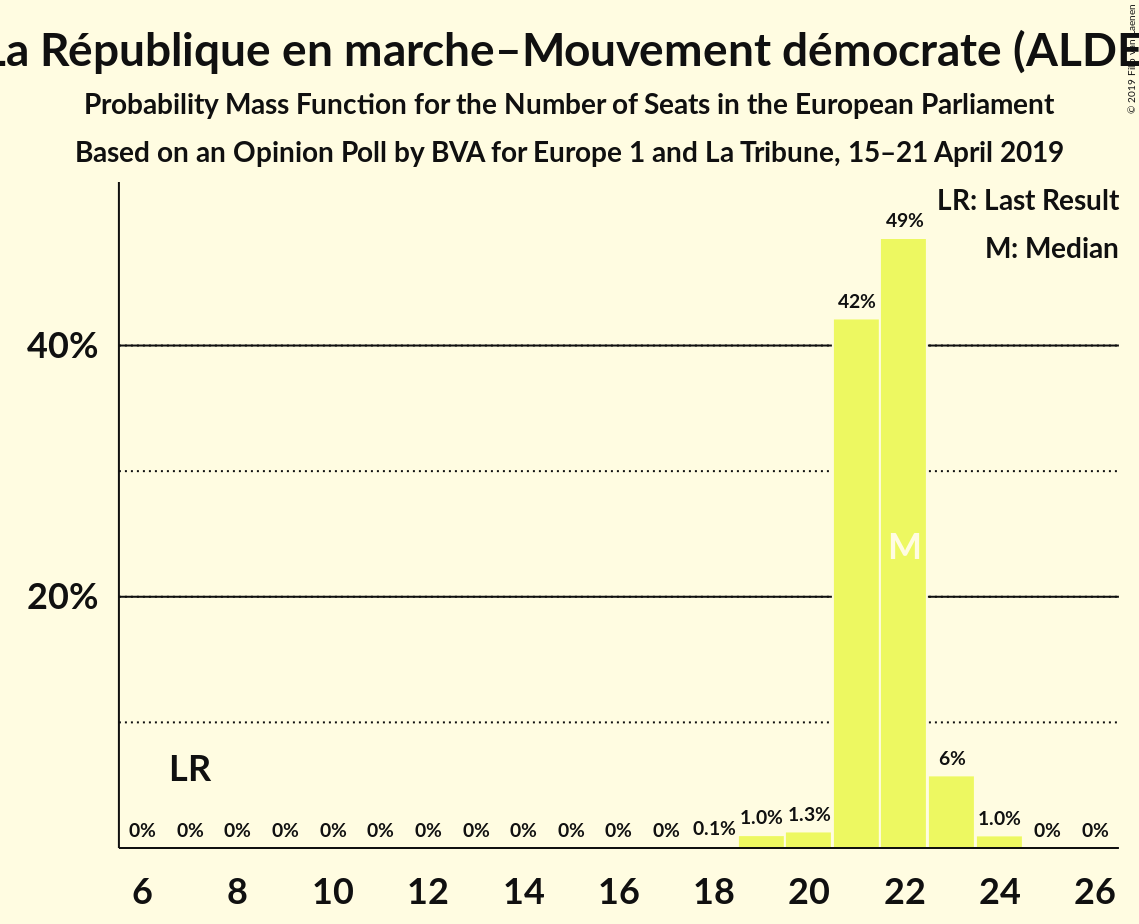 La République en marche–Mouvement démocrate (ALDE
Probability Mass Function for the Number of Seats in the European Parliament
Based on an Opinion Poll by BVA for Europe 1 and La Tribune, 15–21 April 2019
LR: Last Result
M: Median
40%
20%
LR
M
0% 0% 0% 0% 0% 0% 0% 0% 0% 0% 0% 0% 0.1% 1.0% 1.3% 42% 49% 6% 1.0% 0% 0%
6 8 10 12 14 16 18 20 22 24 26
© 2019